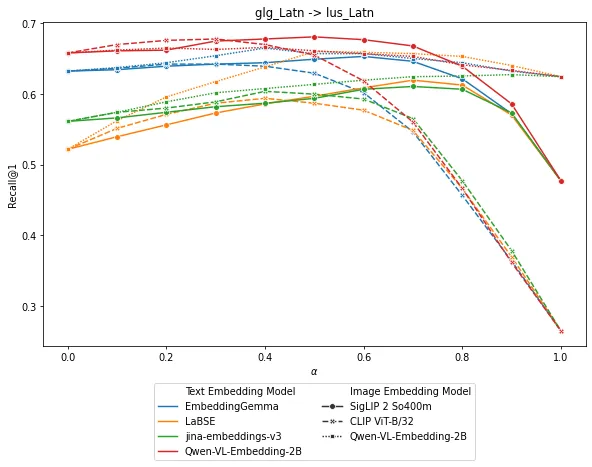 glg_Latn -> lus_Latn
Recall@1
0.7
0.6
0.5
0.4
0.3
0.0
0.2
0.4
0.6
0.8
1.0
α
Text Embedding Model
EmbeddingGemma
LaBSE
jina-embeddings-v3
Qwen-VL-Embedding-2B
Image Embedding Model
SigLIP 2 So400m
CLIP ViT-B/32
Qwen-VL-Embedding-2B